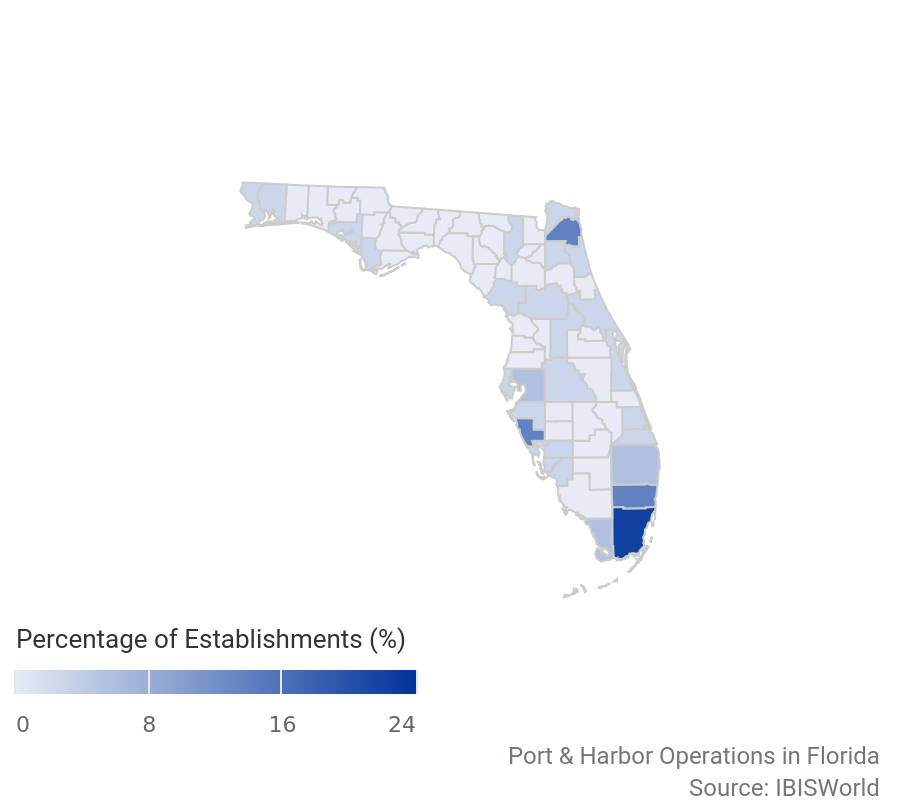 Percentage of Establishments (%)
0 8 16 24
Port & Harbor Operations in Florida
Source: IBISWorld